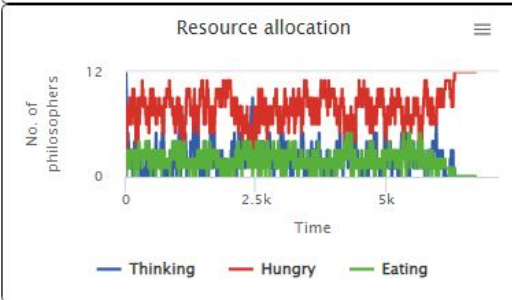 Resource allocation
12
0
No. of
philosophers
0
2.5k
5k
Time
Thinking
Hungry
Eating